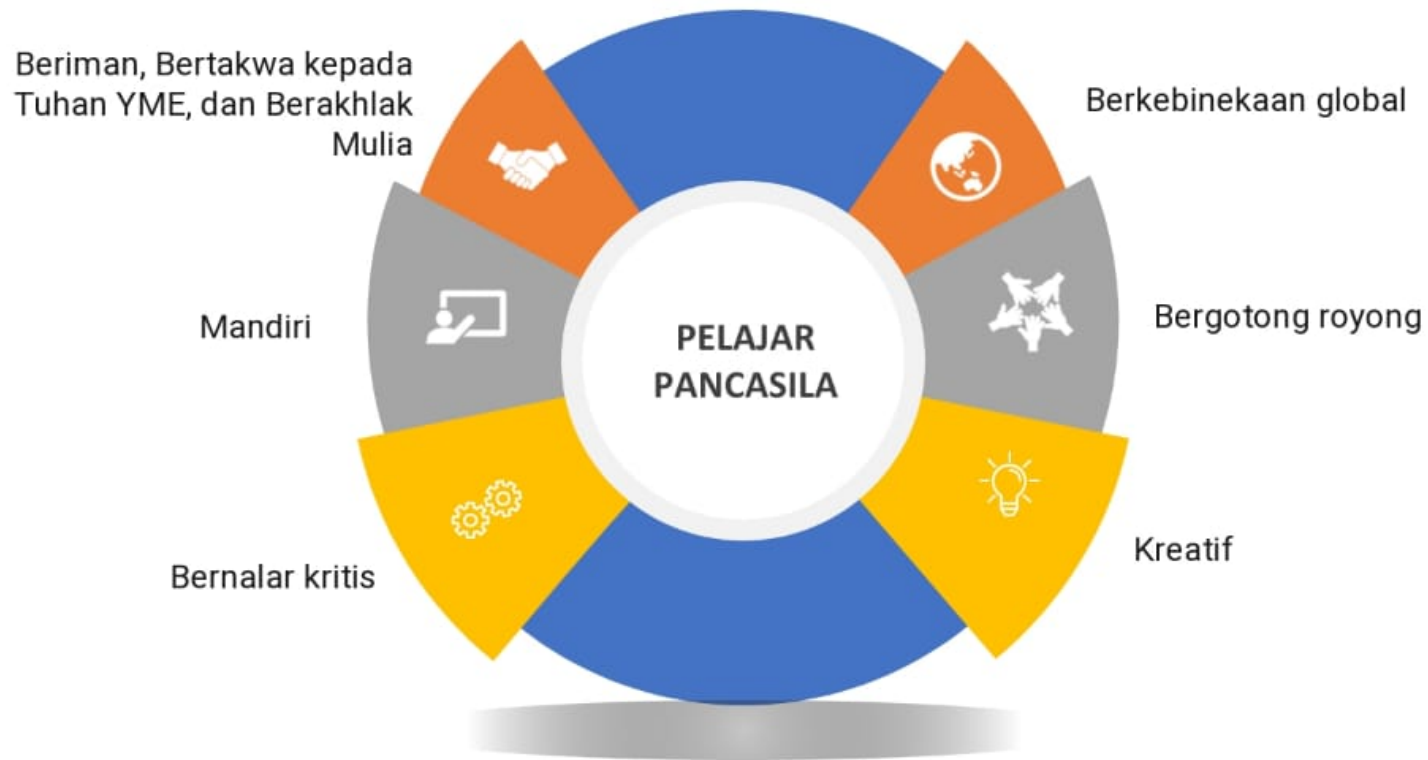 Beriman, Bertakwa kepada
Tuhan YME, dan Berakhlak
Mulia
Berkebinekaan global
Mandiri
Bergotong royong
PELAJAR
PANCASILA
Bernalar kritis
Kreatif